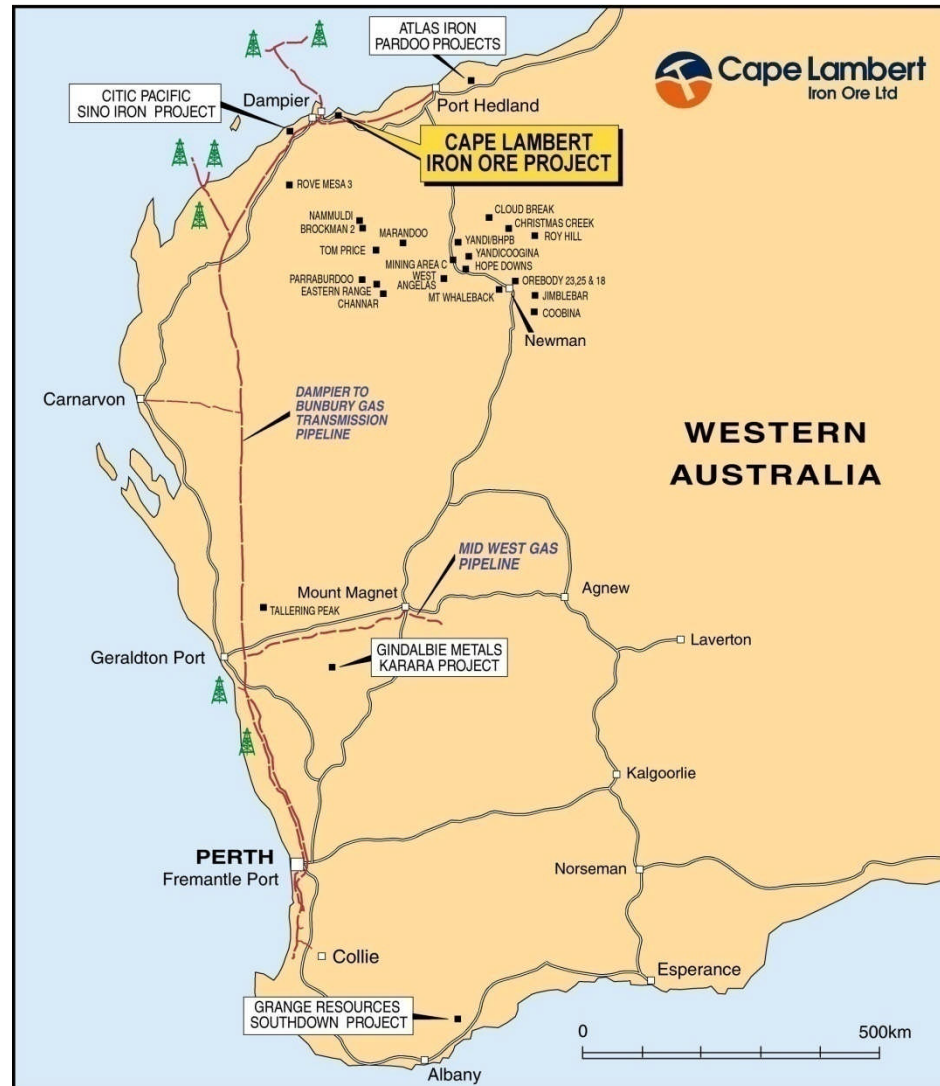 ATLAS IRON
PARDOO PROJECTS
Cape Lambert
Iron Ore Ltd
CITIC PACIFIC
SINO IRON PROJECT
Dampier
Port Hedland
CAPE LAMBERT
IRON ORE PROJECT
ROVE MESA 3
CLOUD BREAK
NAMMULDI
CHRISTMAS CREEK
BROCKMAN 2
MARANDOO
ROY HILL
YANDI/BHPB
TOM PRICE
YANDICOOGINA
MINING AREA C
HOPE DOWNS
WEST
ANGELAS
PARRABURDOO
OREBODY 23,25 & 18
EASTERN RANGE
CHANNAR
MT WHALEBACK
JIMBLEBAR
COOBINA
Newman
Carnarvon
DAMPIER TO
BUNBURY GAS
TRANSMISSION
PIPELINE
WESTERN
AUSTRALIA
MID WEST GAS
PIPELINE
Mount Magnet
Agnew
TALLERING PEAK
Laverton
Geraldton Port
GINDALBIE METALS
KARARA PROJECT
Kalgoorlie
PERTH
Fremantle Port
Norseman
Collie
Esperance
GRANGE RESOURCES
SOUTHDOWN PROJECT
0 500km
Albany